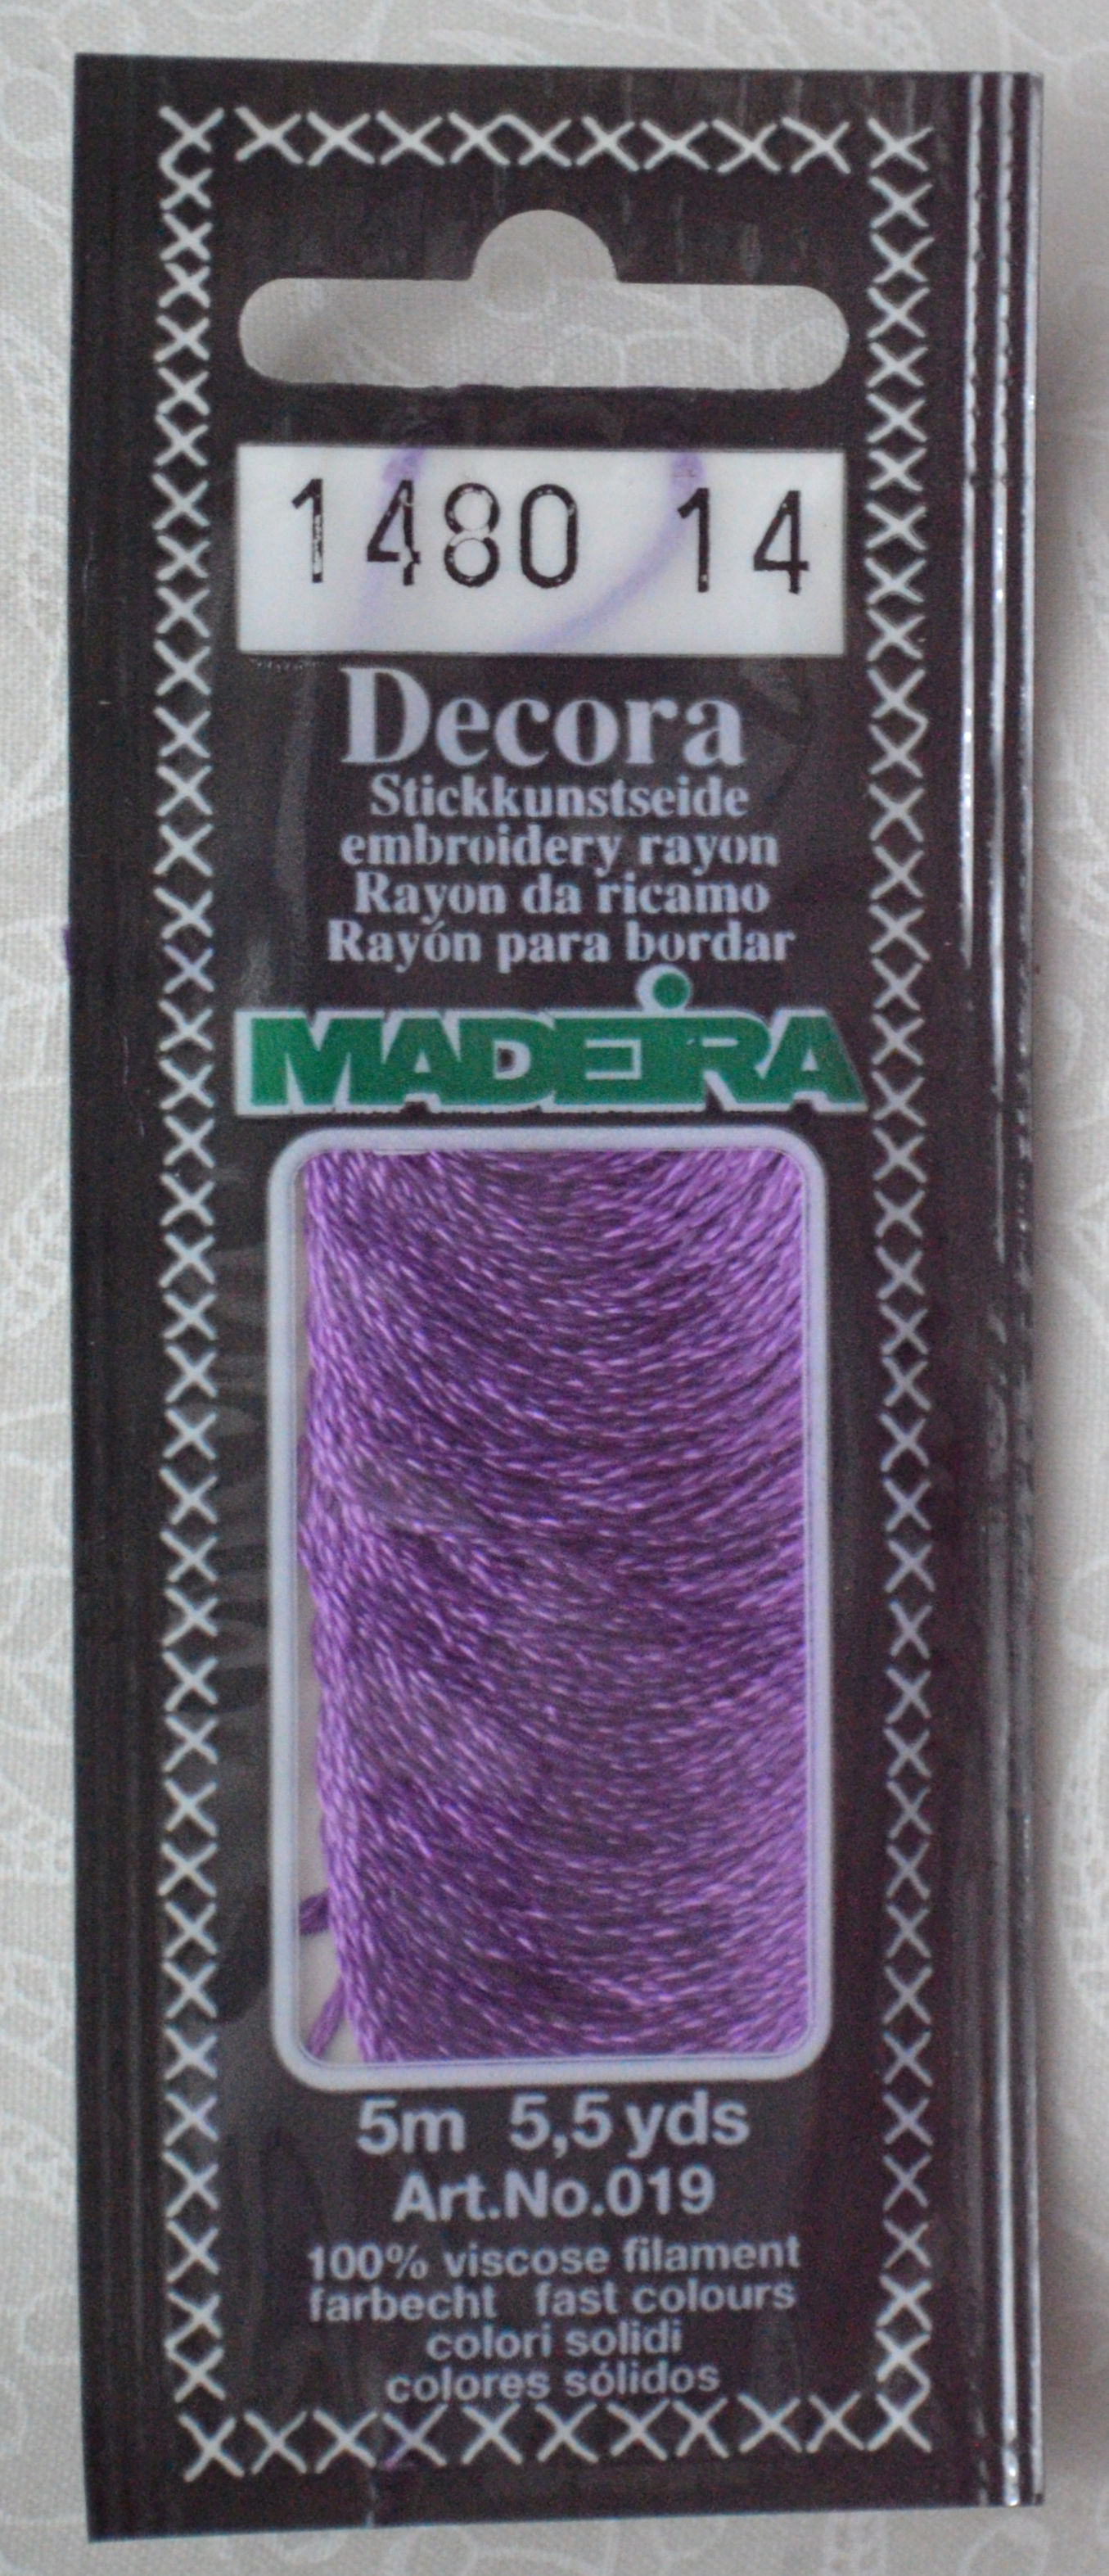 1480 14
Decora
Stickkunstseide
embroidery rayon
Rayon da ricamo
Rayón para bordar
MADEIRA
5m 5,5 yds
Art.No.019
100% viscose filament
farbecht fast colours
colori solidi
colores sólidos